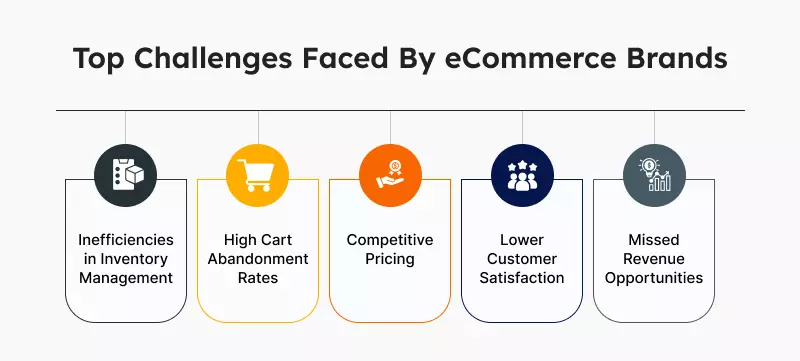 Top Challenges Faced By eCommerce Brands
Inefficiencies
in Inventory
Management
High Cart
Abandonment
Rates
Competitive
Pricing
Lower
Customer
Satisfaction
Missed
Revenue
Opportunities